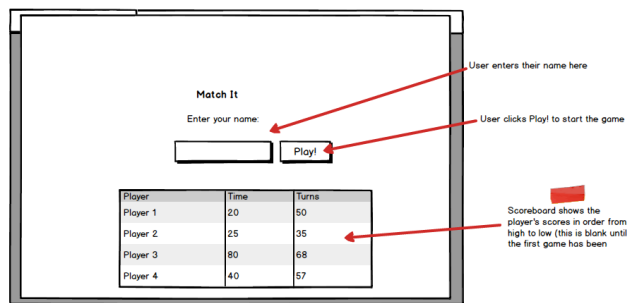 Match It
Enter your name:
Play!
Player Time Turns
Player 1 20 50
Player 2 25 35
Player 3 80 68
Player 4 40 57
User enters their name here
User clicks Play! to start the game
Scoreboard shows the
player's scores in order from
high to low (this is blank until
the first game has been